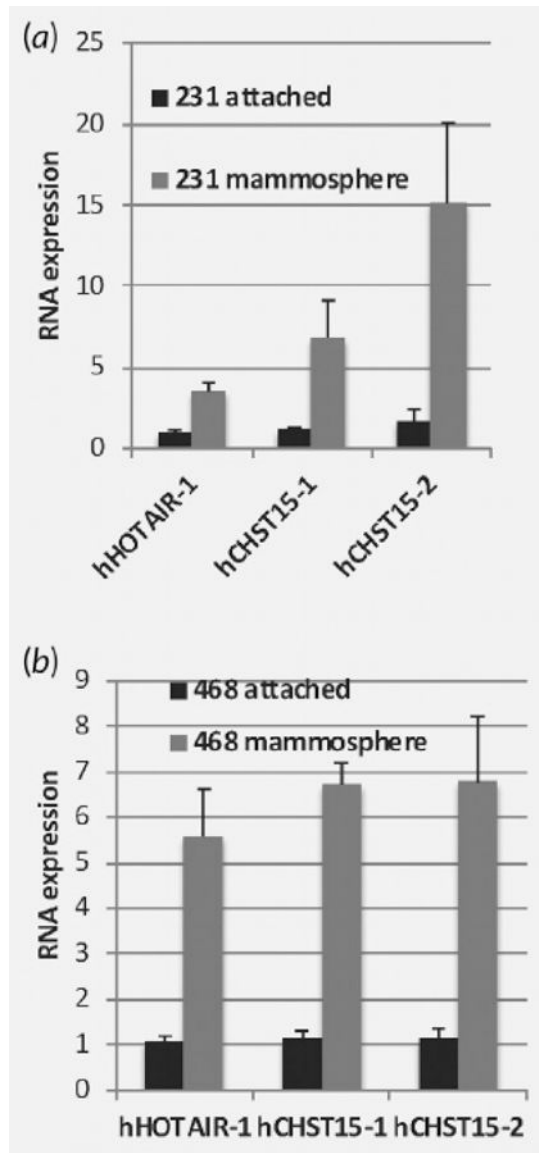 (a)
25
20
15
10
5
0
RNA expression
231 attached
231 mammosphere
hHOTAIR-1
hCHST15-1
hCHST15-2
(b)
9
8
7
6
5
4
3
2
1
0
RNA expression
468 attached
468 mammosphere
hHOTAIR-1 hCHST15-1 hCHST15-2